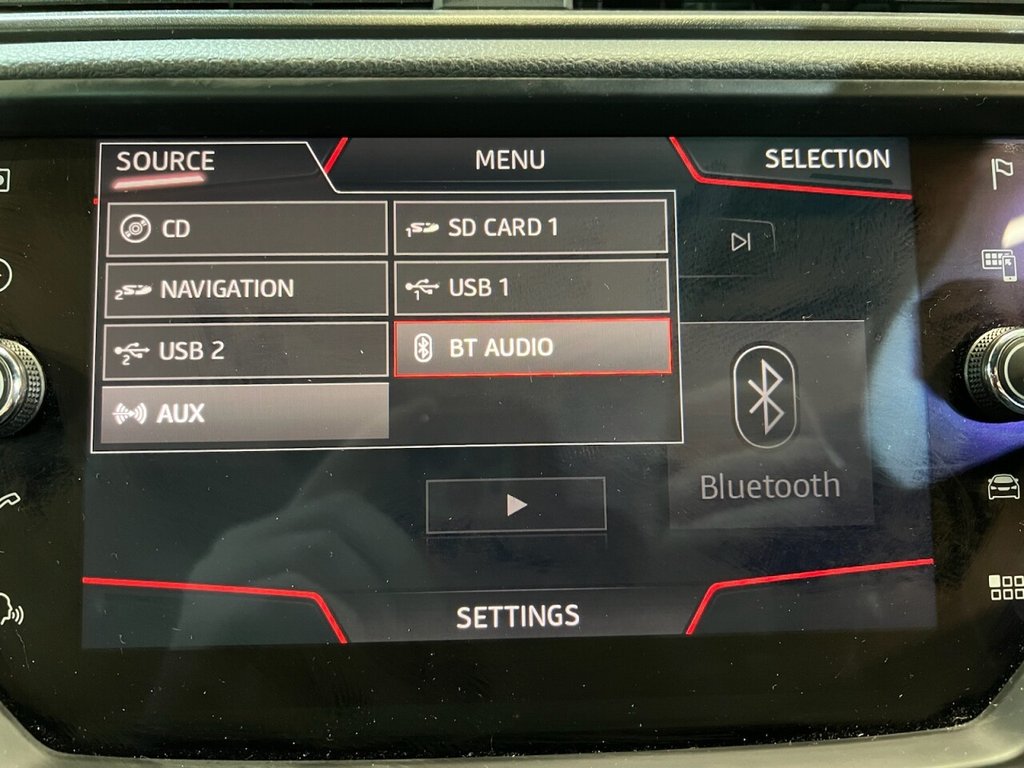 SOURCE
MENU
SELECTION
CD
SD CARD 1
NAVIGATION
USB 1
USB 2
BT AUDIO
AUX
Bluetooth
SETTINGS